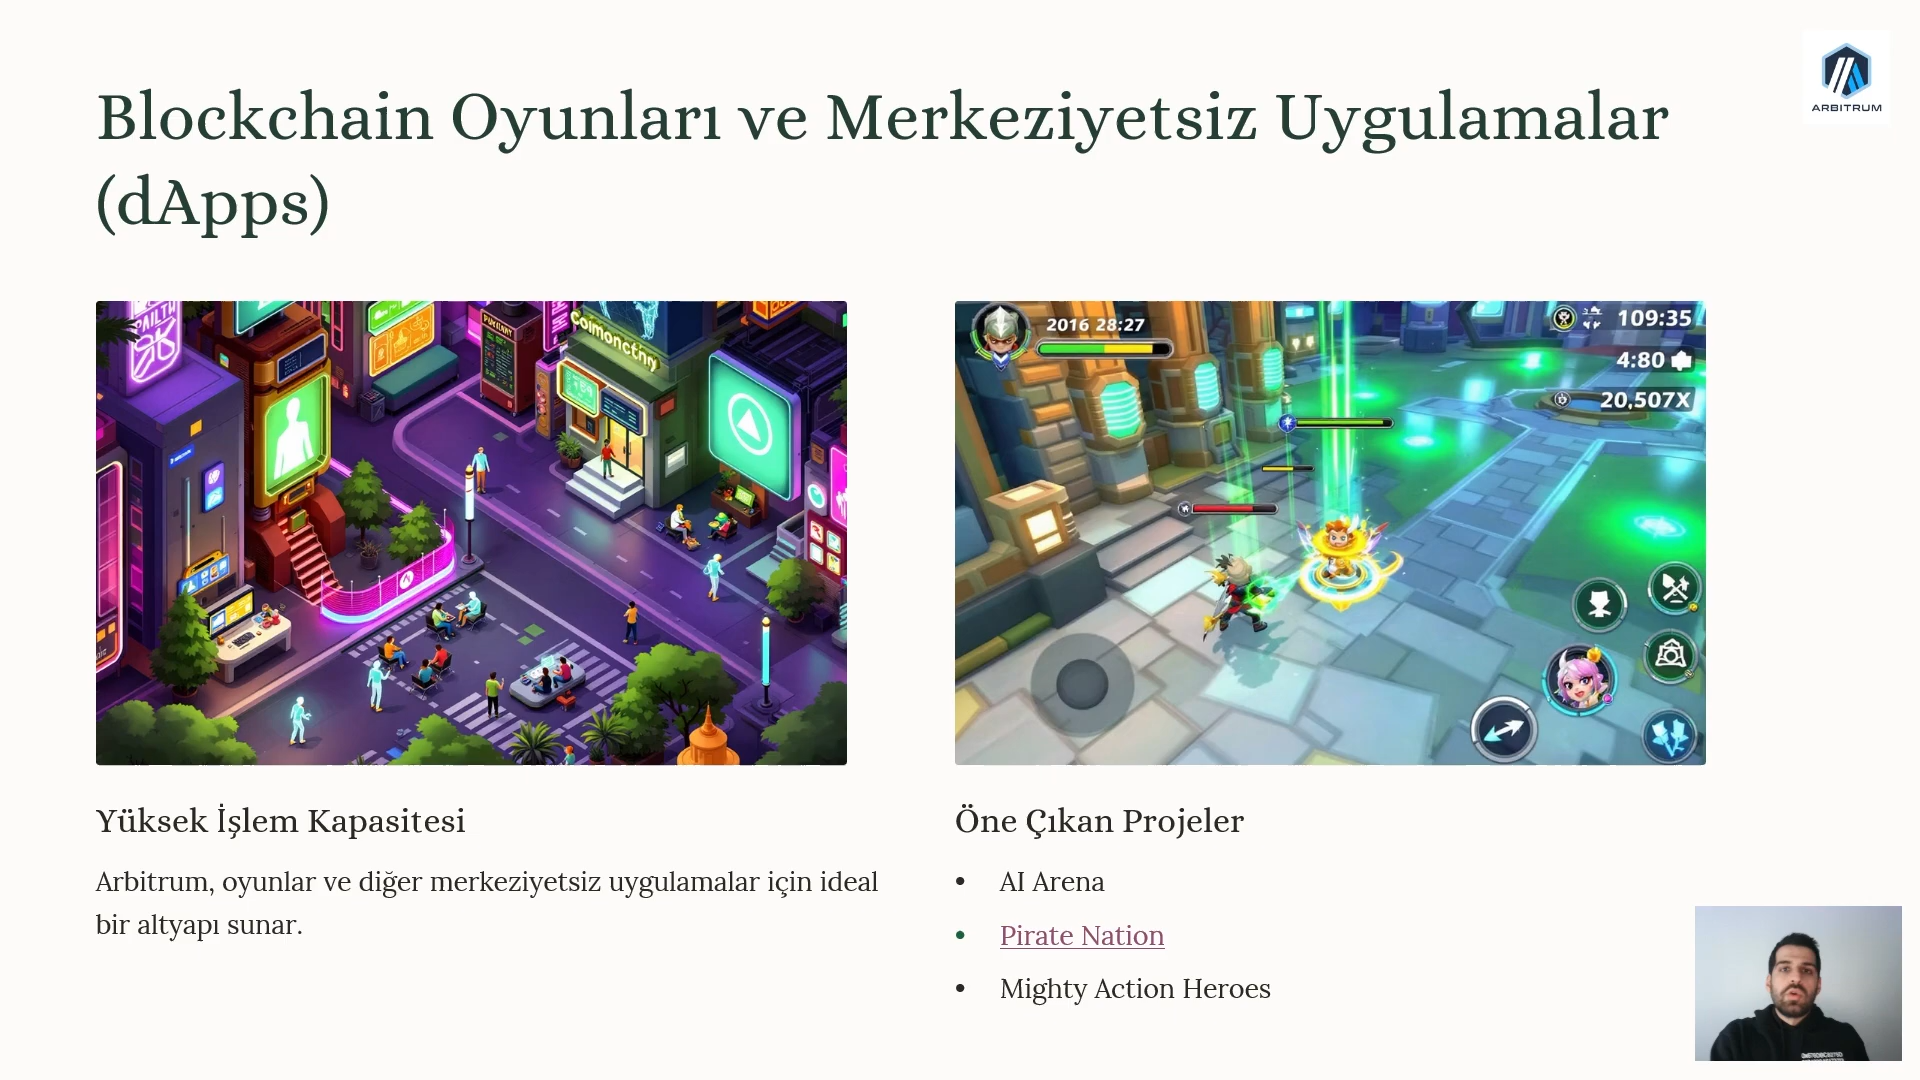 ARBITRUM
Blockchain Oyunları ve Merkeziyetsiz Uygulamalar
(dApps)
Coimoncthy
2016 28:27
109:35
4:80
20,507X
Yüksek İşlem Kapasitesi
Arbitrum, oyunlar ve diğer merkeziyetsiz uygulamalar için ideal
bir altyapı sunar.
Öne Çıkan Projeler
• AI Arena
• Pirate Nation
• Mighty Action Heroes